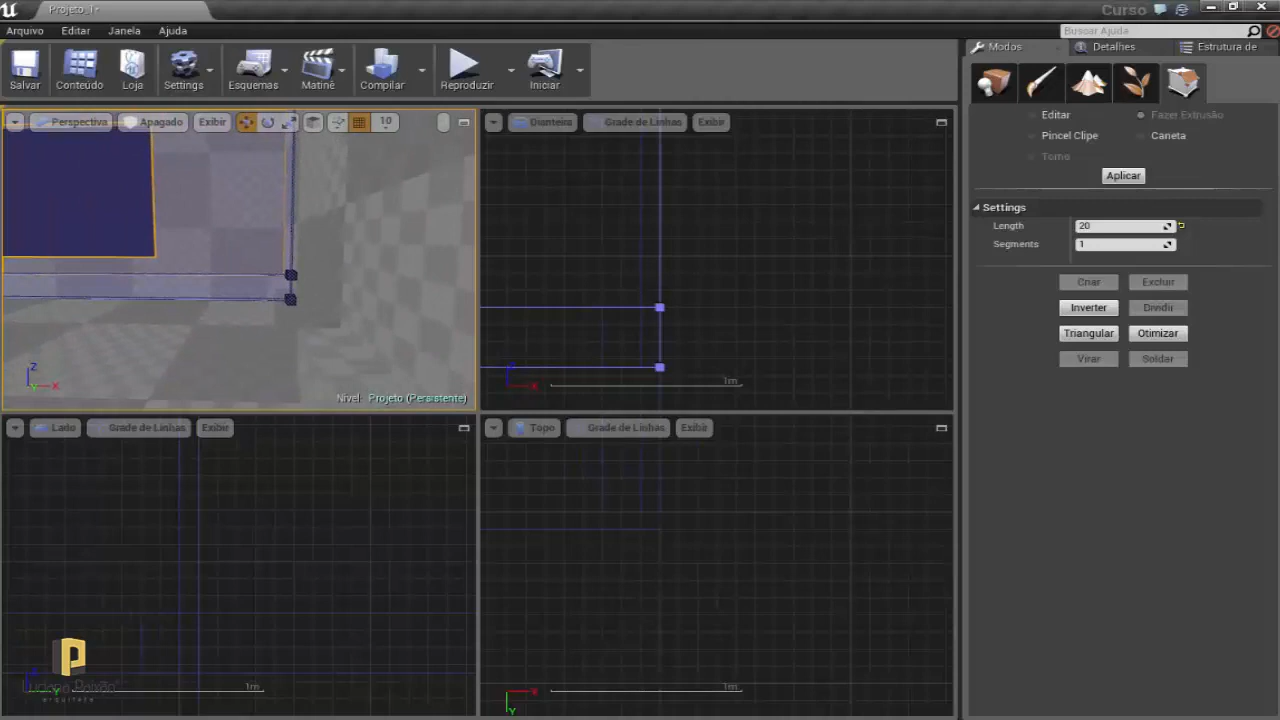 Projeto_1•
Curso
Arquivo Editar Janela Ajuda
Buscar Ajuda
Salvar Conteúdo Loja Settings Esquemas Matinê Compilar Reproduzir Iniciar
Modos Detalhes Estrutura de
Perspectiva Apagado Exibir 10
Dianteira Grade de Linhas Exibir
Editar Fazer Extrusão
Pincel Clipe Caneta
Torno
Aplicar
Settings
Length 20
Segments 1
Criar Excluir
Inverter Dividir
Triangular Otimizar
Virar Soldar
Z
Y X
Nível: Projeto (Persistente)
1m
Lado Grade de Linhas Exibir
Topo Grade de Linhas Exibir
P
Luciano Paixão
arquiteto
1m
1m
Y